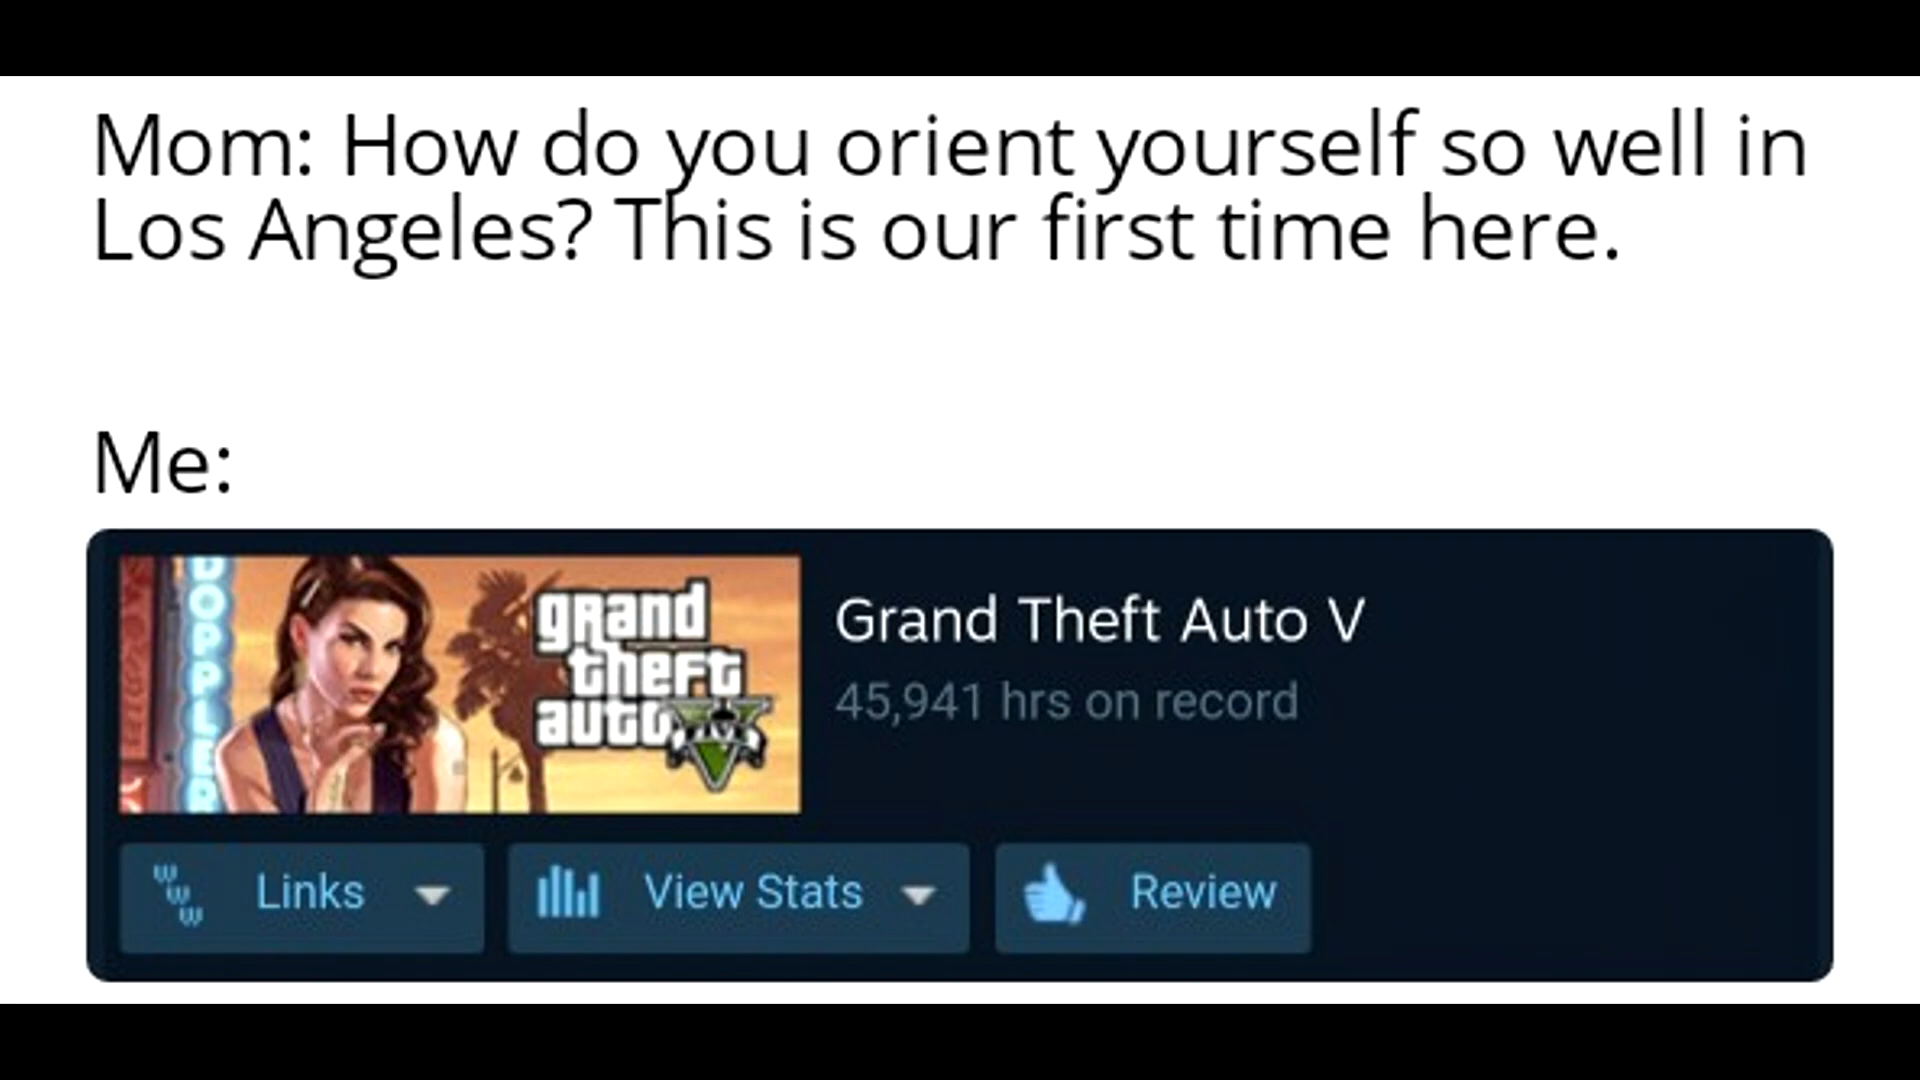 Mom: How do you orient yourself so well in
Los Angeles? This is our first time here.
Me:
DOPPLER
grand
theft
auto
V
Grand Theft Auto V
45,941 hrs on record
Links
View Stats
Review